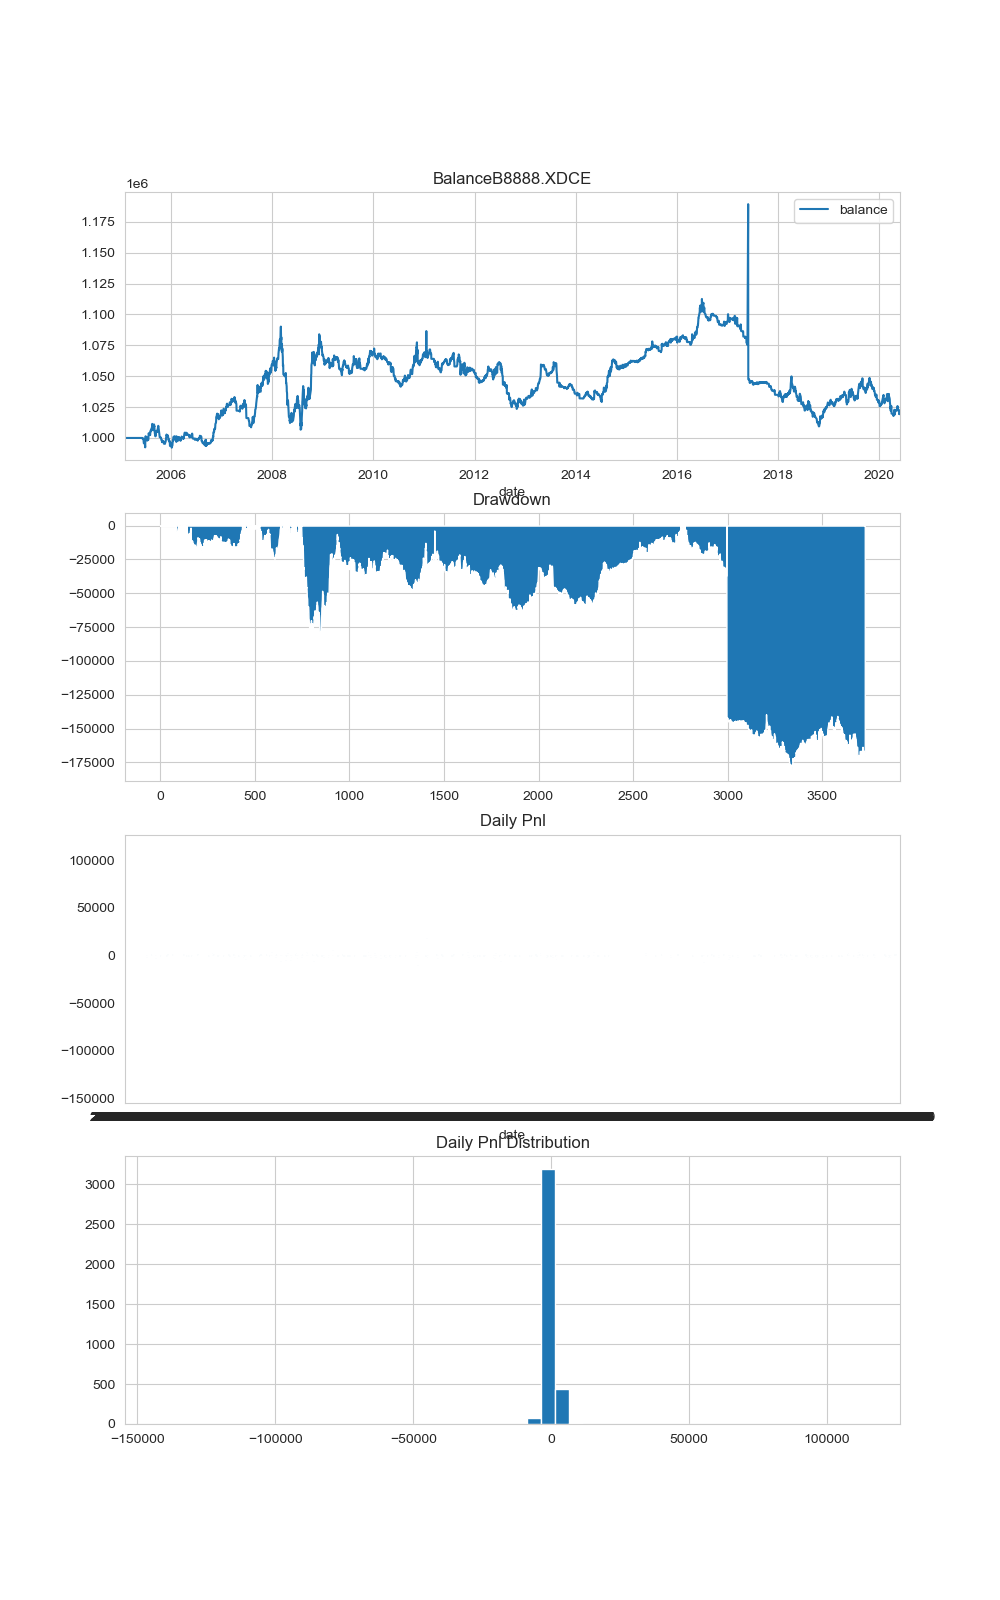 BalanceB8888.XDCE
1e6
balance
1.175
1.150
1.125
1.100
1.075
1.050
1.025
1.000
2006 2008 2010 2012 2014 2016 2018 2020
date
Drawdown
0
−25000
−50000
−75000
−100000
−125000
−150000
−175000
0 500 1000 1500 2000 2500 3000 3500
Daily Pnl
100000
50000
0
−50000
−100000
−150000
date
Daily Pnl Distribution
3000
2500
2000
1500
1000
500
0
−150000 −100000 −50000 0 50000 100000